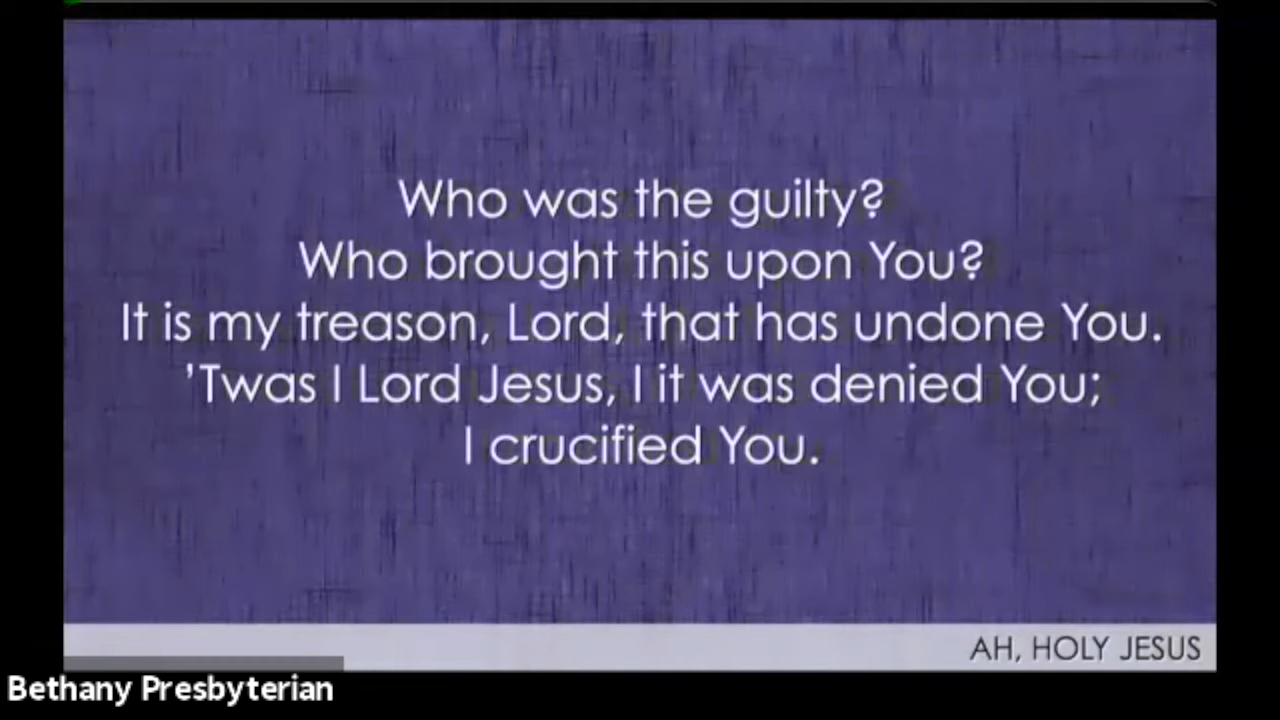 Who was the guilty?
Who brought this upon You?
It is my treason, Lord, that has undone You.
'Twas I Lord Jesus, I it was denied You;
I crucified You.
AH, HOLY JESUS
Bethany Presbyterian